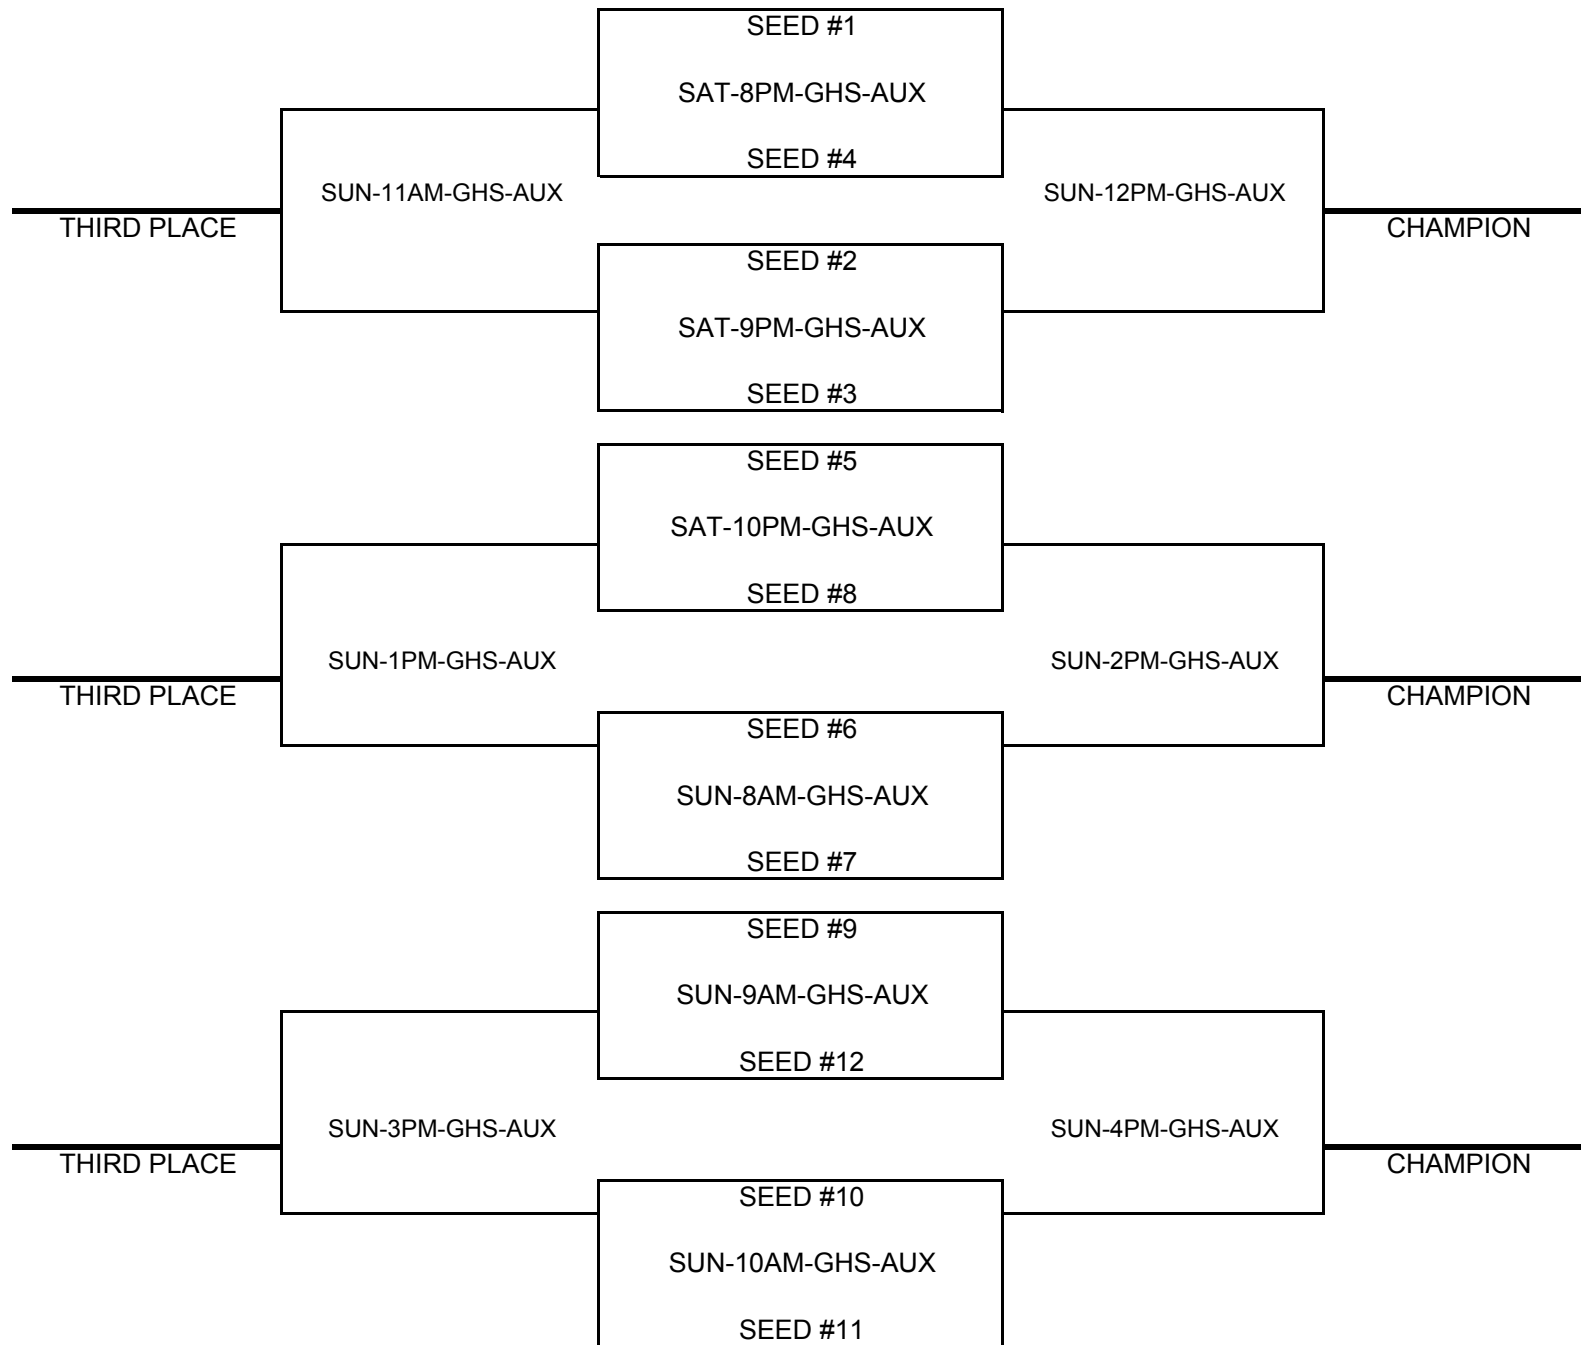 SEED #1
SAT-8PM-GHS-AUX
SEED #4
SUN-11AM-GHS-AUX
SUN-12PM-GHS-AUX
THIRD PLACE
CHAMPION
SEED #2
SAT-9PM-GHS-AUX
SEED #3
SEED #5
SAT-10PM-GHS-AUX
SEED #8
SUN-1PM-GHS-AUX
SUN-2PM-GHS-AUX
THIRD PLACE
CHAMPION
SEED #6
SUN-8AM-GHS-AUX
SEED #7
SEED #9
SUN-9AM-GHS-AUX
SEED #12
SUN-3PM-GHS-AUX
SUN-4PM-GHS-AUX
THIRD PLACE
CHAMPION
SEED #10
SUN-10AM-GHS-AUX
SEED #11